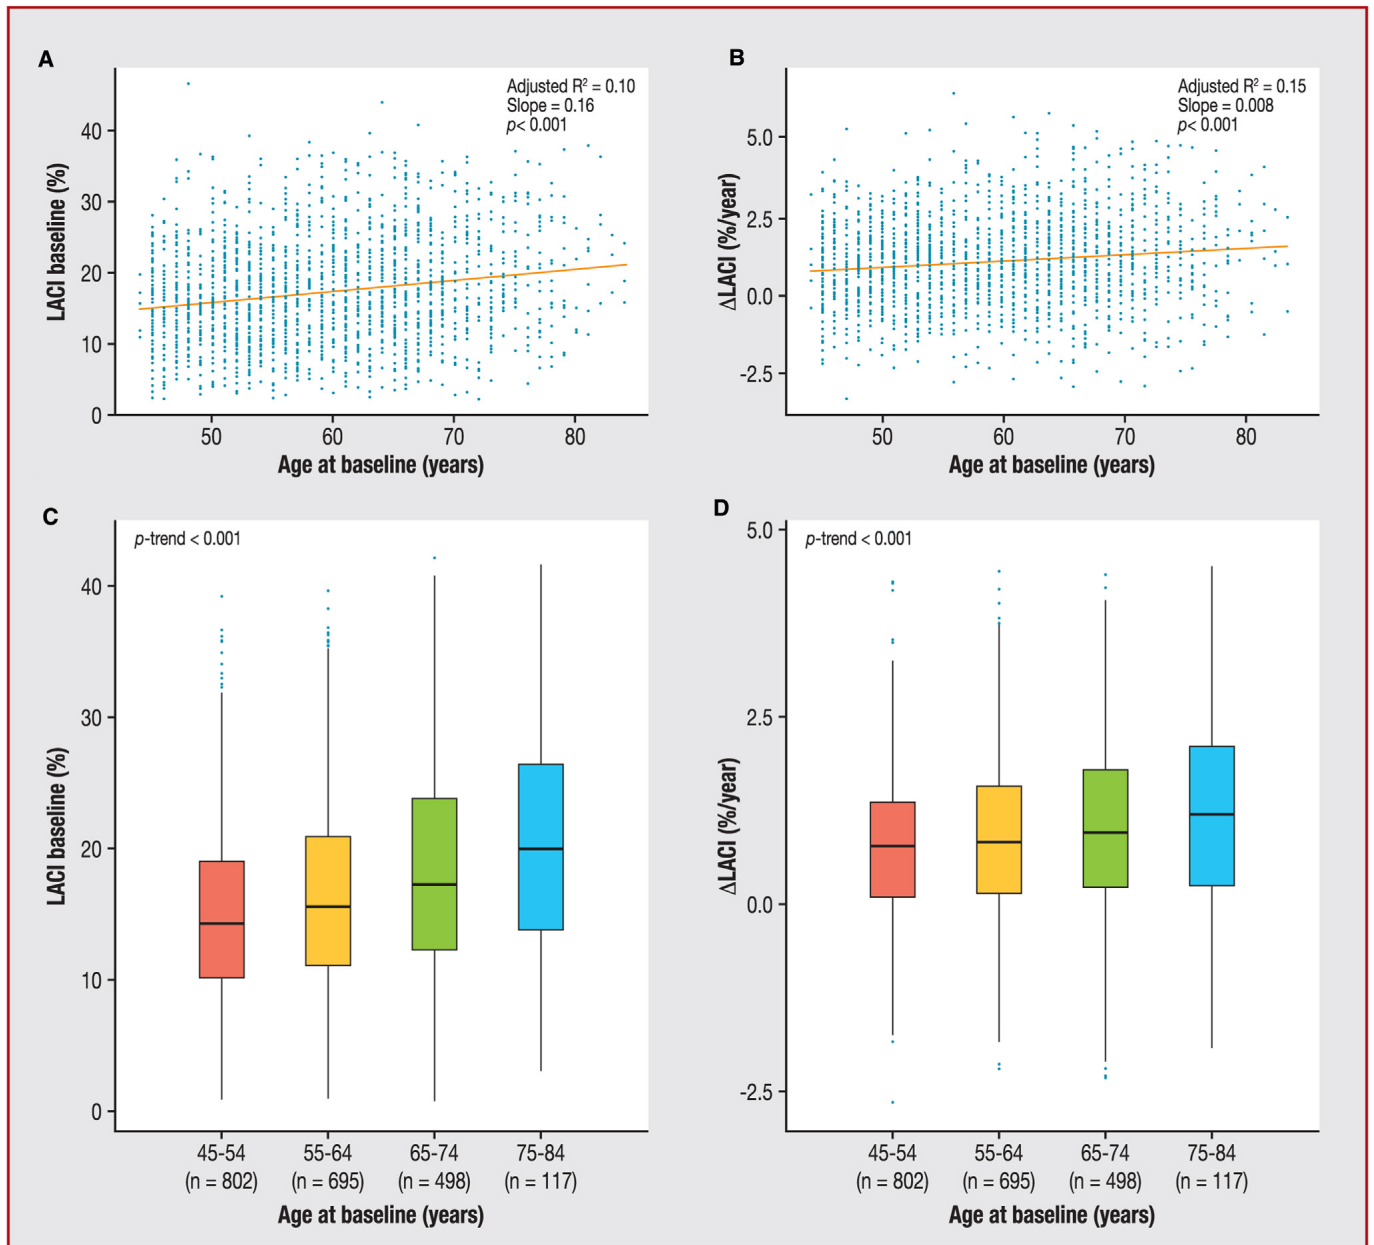 A
Adjusted R² = 0.10
Slope = 0.16
p< 0.001
LACI baseline (%)
40
30
20
10
0
50 60 70 80
Age at baseline (years)
B
Adjusted R² = 0.15
Slope = 0.008
p< 0.001
ΔLACI (%/year)
5.0
2.5
0.0
-2.5
50 60 70 80
Age at baseline (years)
C
p-trend < 0.001
LACI baseline (%)
40
30
20
10
0
45-54 55-64 65-74 75-84
(n = 802) (n = 695) (n = 498) (n = 117)
Age at baseline (years)
D
p-trend < 0.001
ΔLACI (%/year)
5.0
2.5
0.0
-2.5
45-54 55-64 65-74 75-84
(n = 802) (n = 695) (n = 498) (n = 117)
Age at baseline (years)